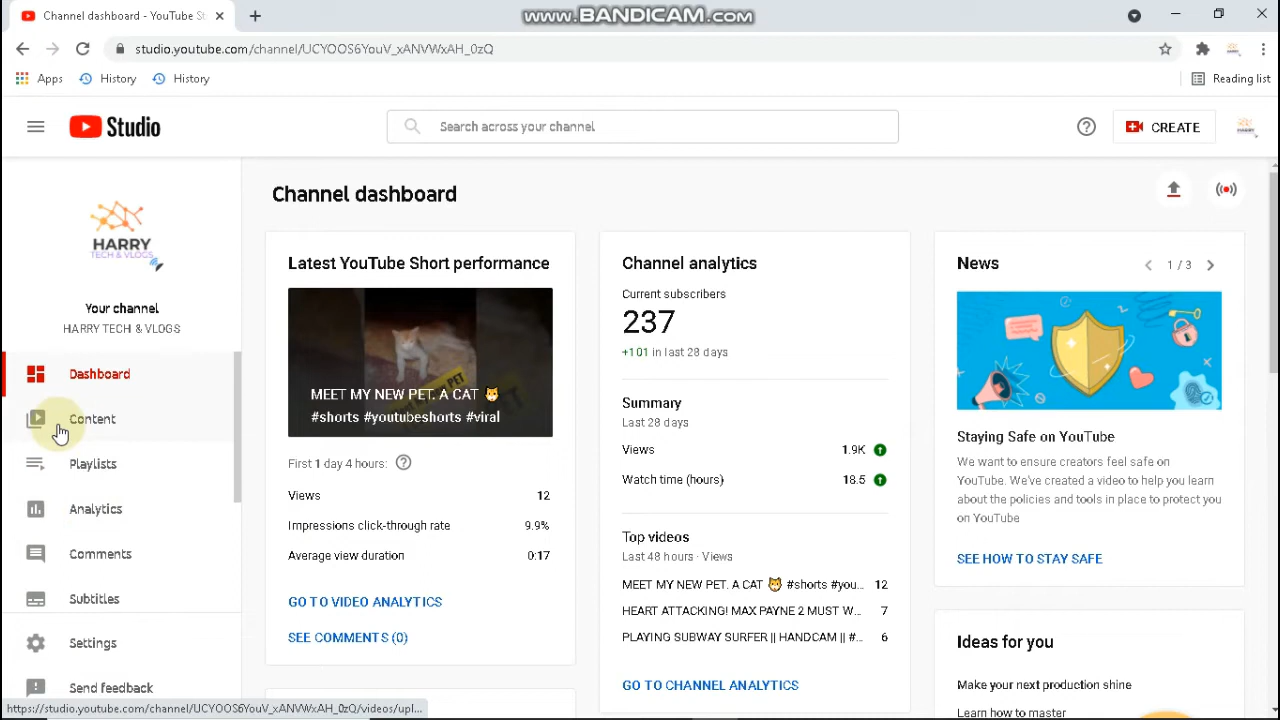 Channel dashboard - YouTube St
WWW.BANDICAM.COM
studio.youtube.com/channel/UCYOOS6YouV_xANVWxAH_0zQ
Apps
History
History
Reading list
Studio
Search across your channel
CREATE
HARRY
TECH & VLOGS
Your channel
HARRY TECH & VLOGS
Dashboard
Content
Playlists
Analytics
Comments
Subtitles
Settings
Send feedback
Channel dashboard
Latest YouTube Short performance
MEET MY NEW PET. A CAT 🐱
#shorts #youtubeshorts #viral
First 1 day 4 hours:
Views 12
Impressions click-through rate 9.9%
Average view duration 0:17
GO TO VIDEO ANALYTICS
SEE COMMENTS (0)
Channel analytics
Current subscribers
237
+101 in last 28 days
Summary
Last 28 days
Views 1.9K
Watch time (hours) 18.5
Top videos
Last 48 hours · Views
MEET MY NEW PET. A CAT 🐱 #shorts #you... 12
HEART ATTACKING! MAX PAYNE 2 MUST W... 7
PLAYING SUBWAY SURFER || HANDCAM || #... 6
GO TO CHANNEL ANALYTICS
News
1 / 3
Staying Safe on YouTube
We want to ensure creators feel safe on
YouTube. We've created a video to help you learn
about the policies and tools in place to protect you
on YouTube
SEE HOW TO STAY SAFE
Ideas for you
Make your next production shine
Learn how to master
https://studio.youtube.com/channel/UCYOOS6YouV_xANVWxAH_0zQ/videos/upl...